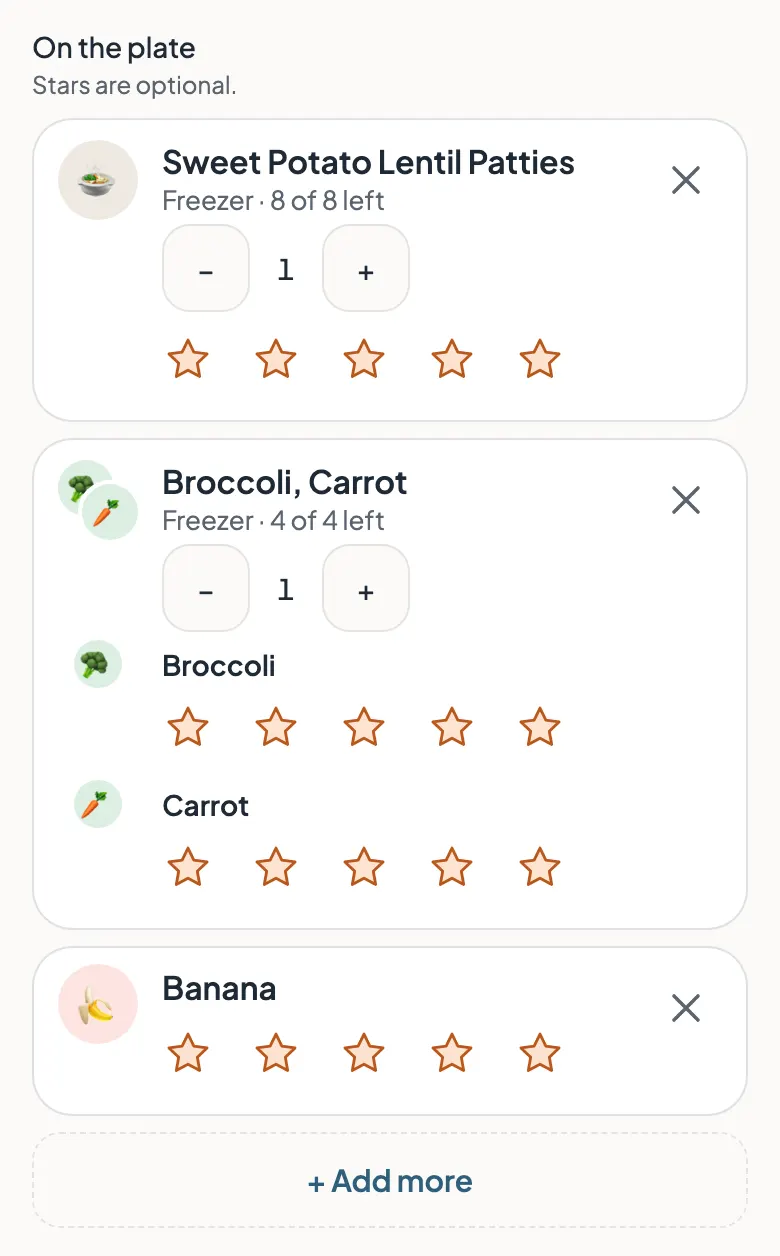 On the plate
Stars are optional.
Sweet Potato Lentil Patties
Freezer · 8 of 8 left
- 1 +
Broccoli, Carrot
Freezer · 4 of 4 left
- 1 +
Broccoli
Carrot
Banana
+ Add more